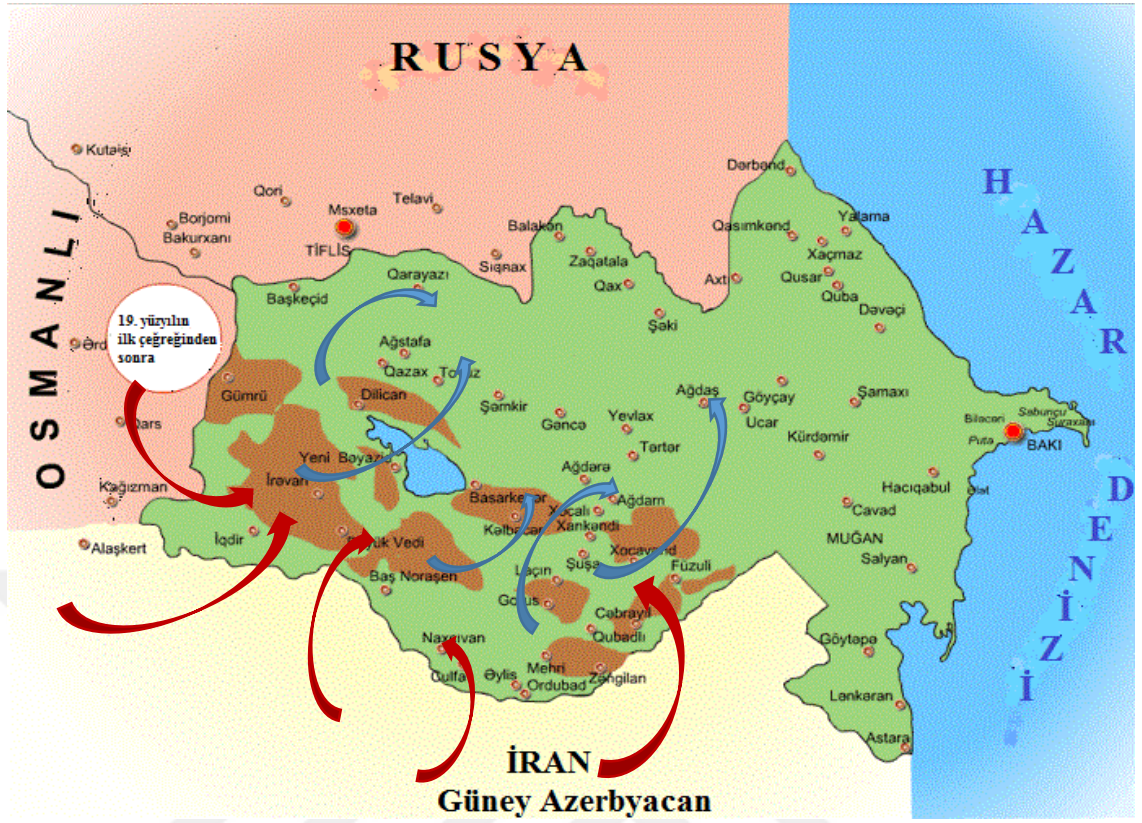 R U S Y A
Kutais
Dərbənd
Qori
Telavi
Msxeta
Borjomi
Bakurxanı
TİFLİS
Balakən
Siqnax
Zaqatala
Qasımkənd
Yalama
Xaçmaz
Axtı
Qusar
Quba
Qax
Qarayazı
Başkeçid
Dəvəçi
Şəki
OSMANLI
HAZAR DENİZİ
19. yüzyılın
ilk çeğreğinden
sonra
Ağstafa
Qazax
Gümrü
Dilican
Şəmkir
Gəncə
Yevlax
Ağdaş
Göyçay
Ucar
Şamaxı
Kürdəmir
Biləcəri
Sabunçu
Suraxanı
Puta
BAKI
Qars
Tərtər
Yeni Bəyazid
İrəvan
Ağdərə
Hacıqabul
Ələt
Kağızman
Basarkeçər
Ağdam
Kəlbəcər
Xocalı
Xankəndi
Cavad
Alaşkert
İqdir
Şuşa
Xocavənd
MUĞAN
Salyan
Baş Noraşen
Laçın
Füzuli
Gorus
Cəbrayıl
Qubadlı
Naxçıvan
Culfa
Mehri
Əylis
Ordubad
Zəngilan
Göytəpə
Lənkəran
Astara
İRAN
Güney Azerbyacan